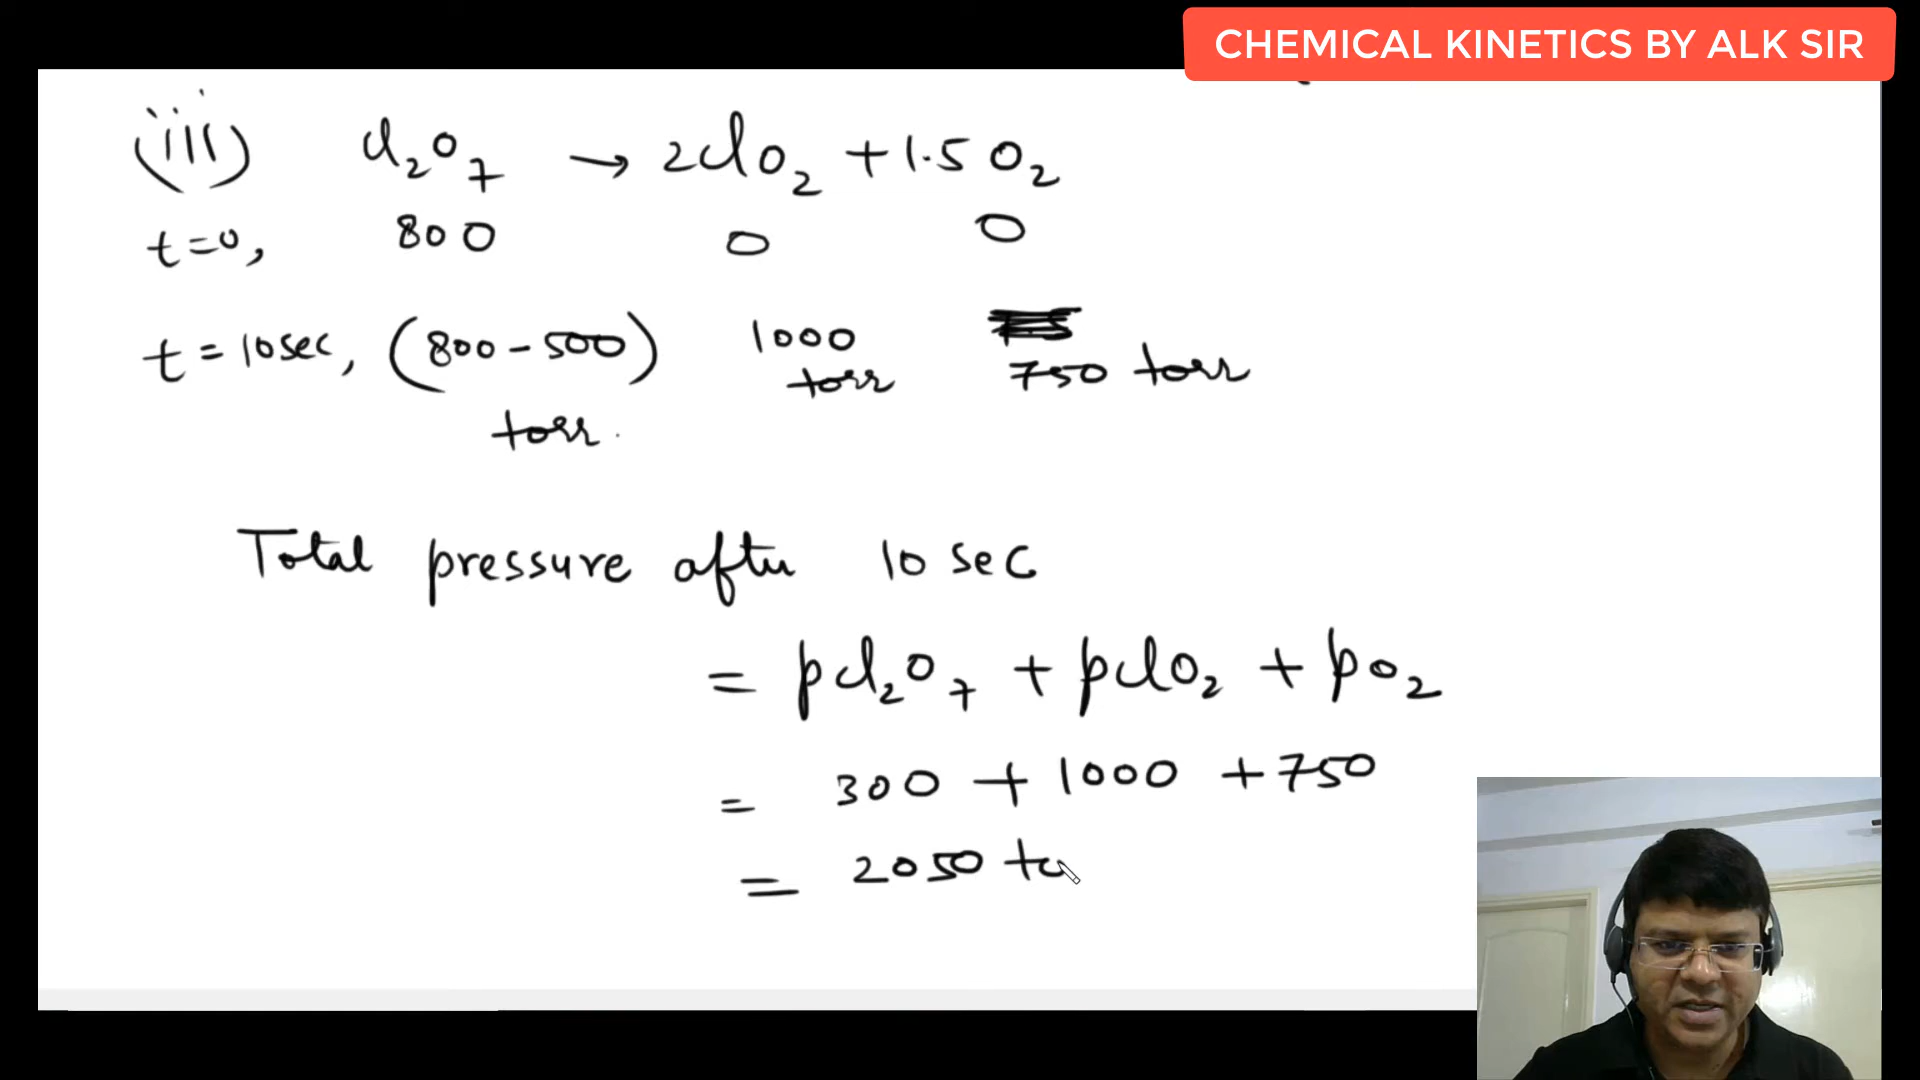 CHEMICAL KINETICS BY ALK SIR
(iii) Cl₂O₇ → 2ClO₂ + 1.5 O₂
t=0, 800 0 0
t = 10sec, (800 - 500) 1000 750 torr
torr
torr.
Total pressure after 10 sec
= pCl₂O₇ + pClO₂ + pO₂
= 300 + 1000 + 750
= 2050 to